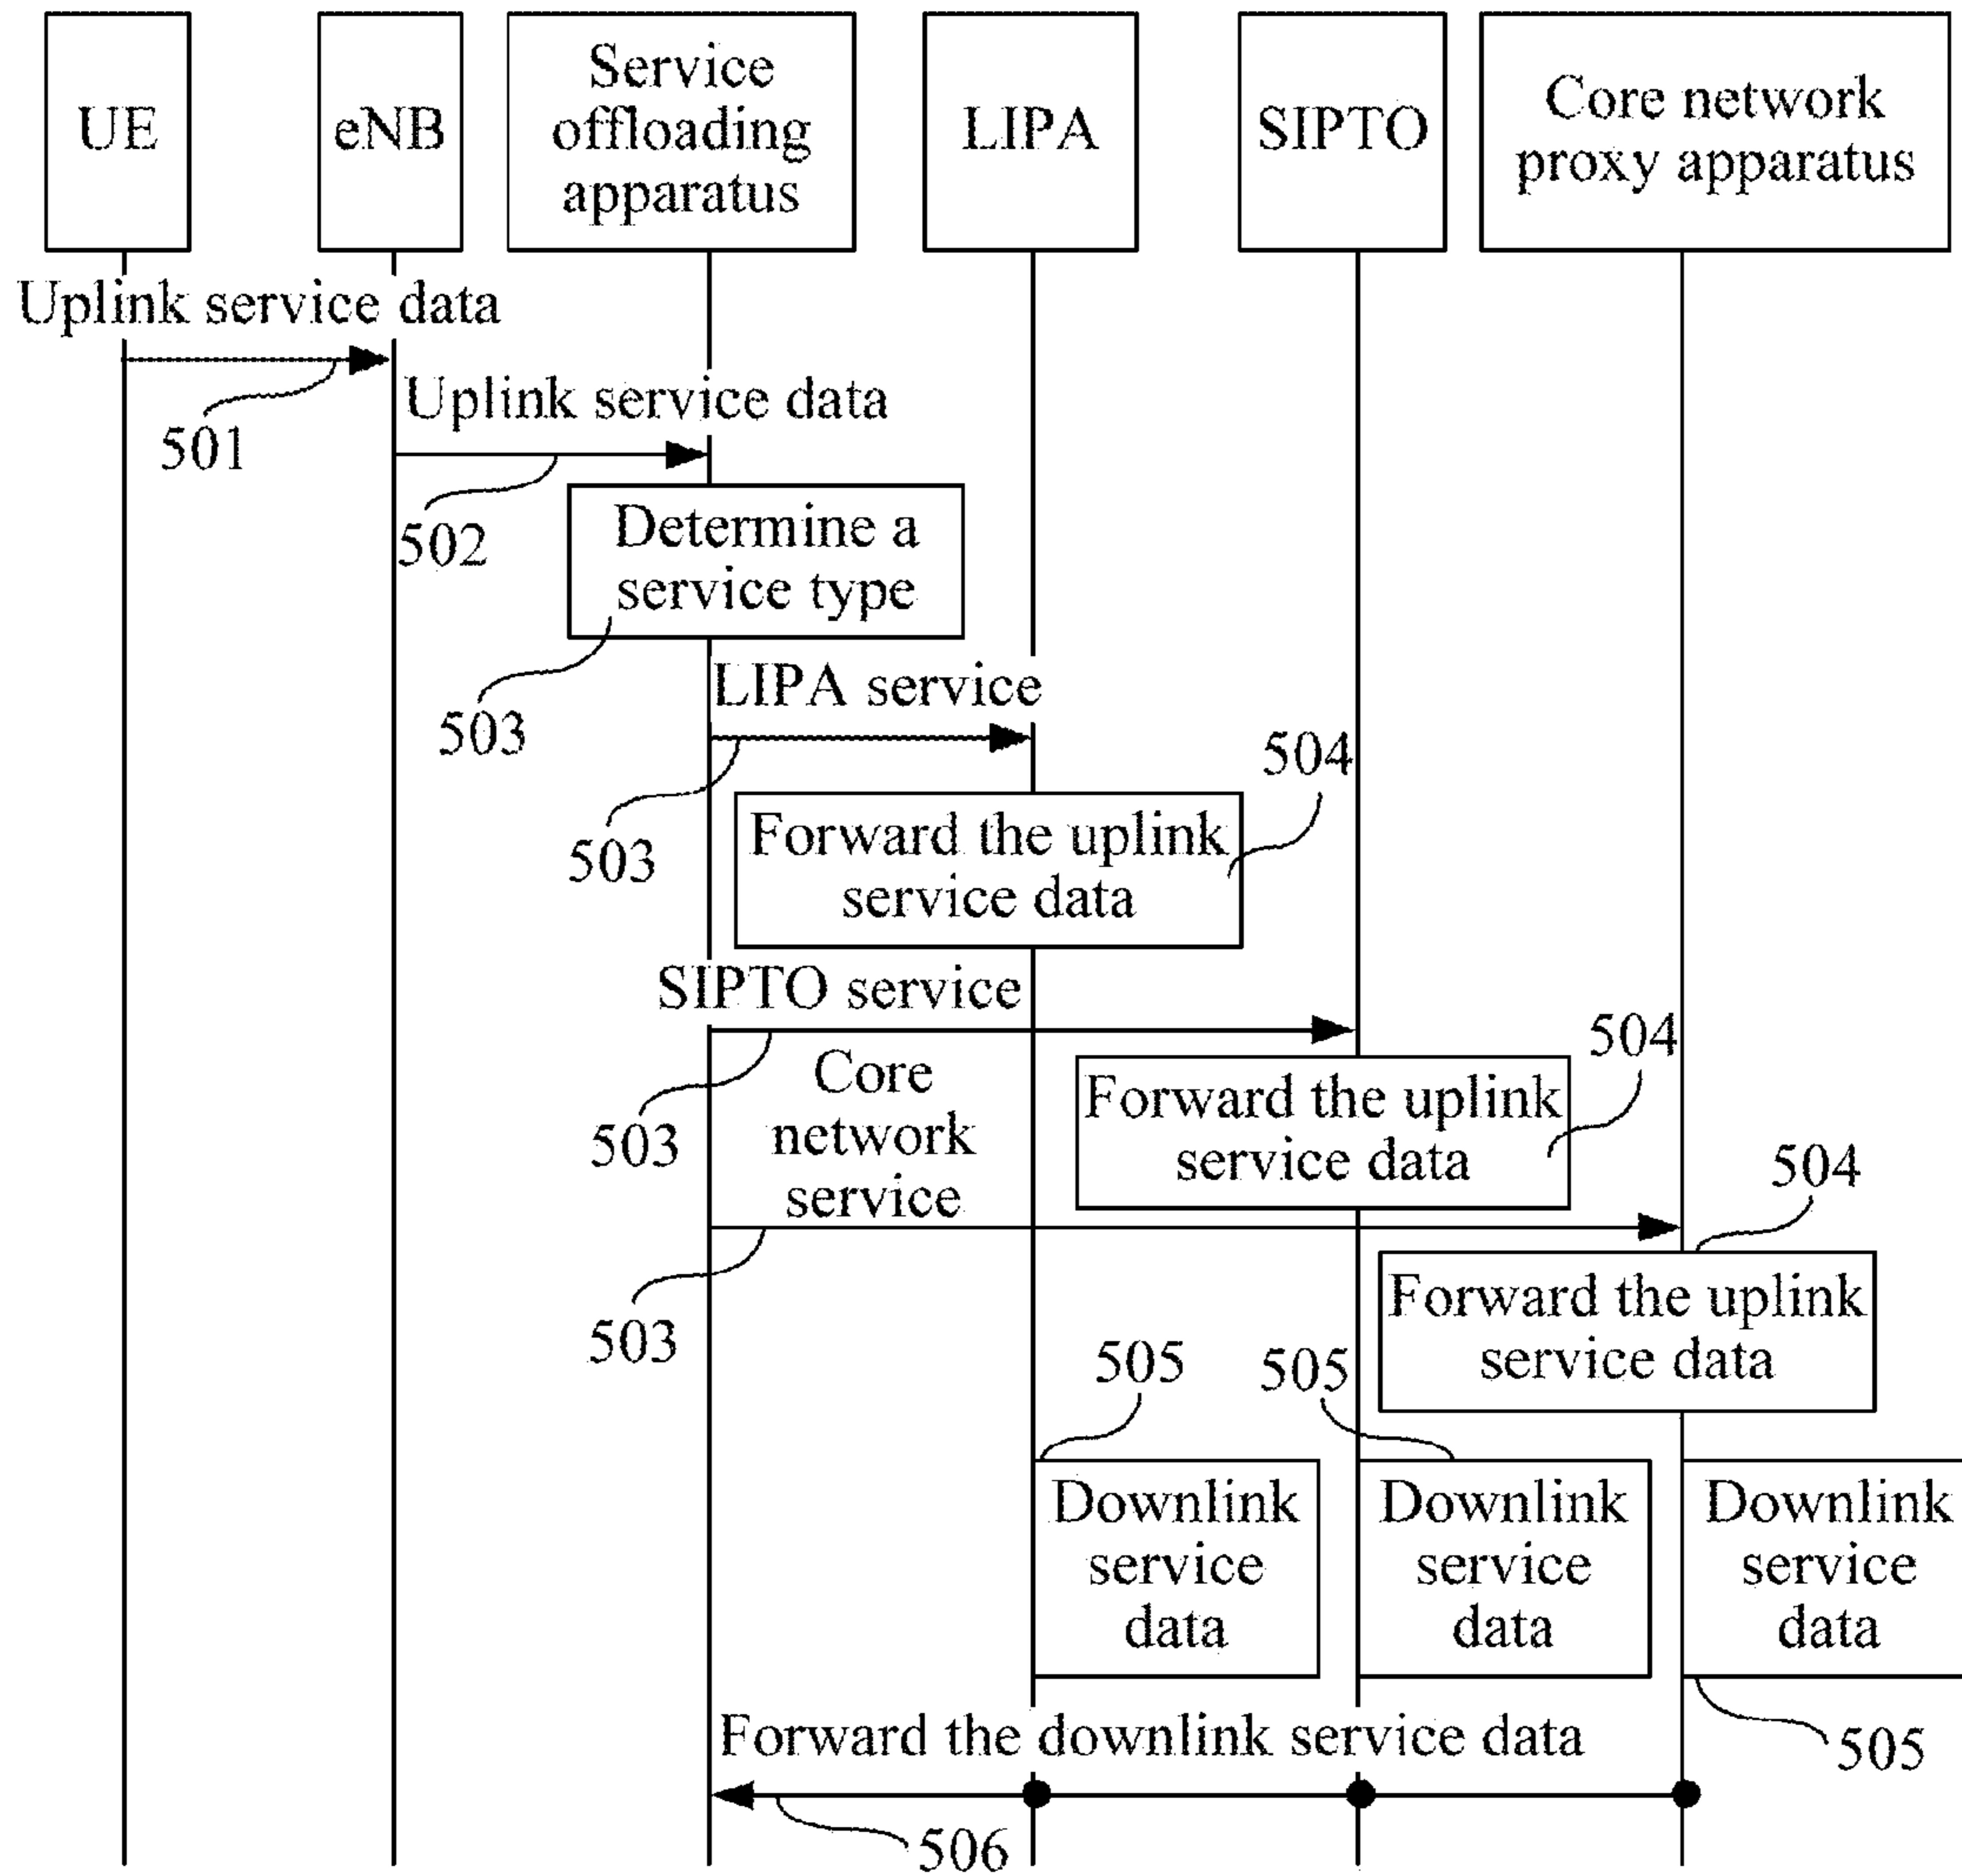 UE
eNB
Service
offloading
apparatus
LIPA
SIPTO
Core network
proxy apparatus
Uplink service data
501
Uplink service data
502
Determine a
service type
503
LIPA service
503
504
Forward the uplink
service data
SIPTO service
503
504
Forward the uplink
service data
Core
network
service
503
504
Forward the uplink
service data
505
505
Downlink
service
data
Downlink
service
data
Downlink
service
data
505
Forward the downlink service data
506